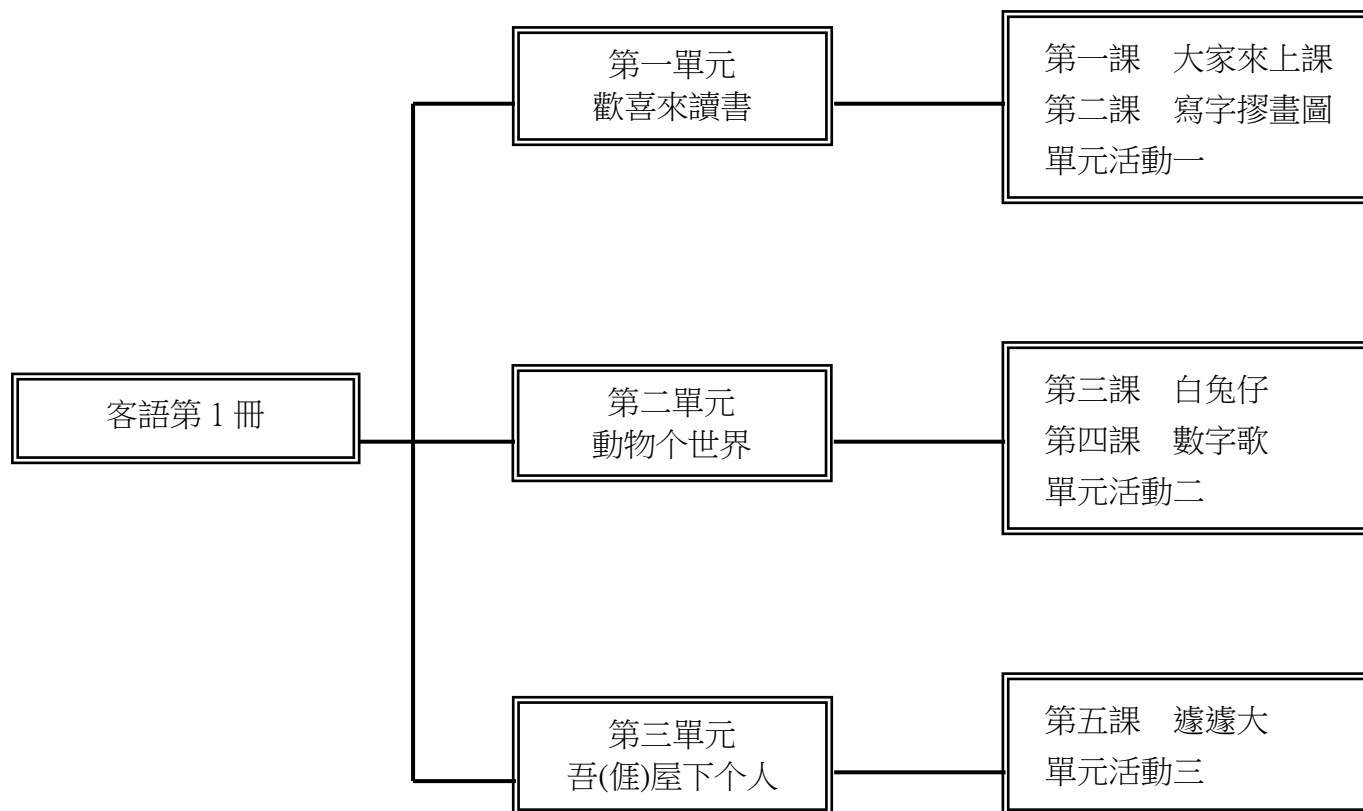 客語第 1 冊
第一單元
歡喜來讀書
第一課　大家來上課
第二課　寫字摎畫圖
單元活動一
第二單元
動物个世界
第三課　白兔仔
第四課　數字歌
單元活動二
第三單元
吾(𠊎)屋下个人
第五課　遽遽大
單元活動三